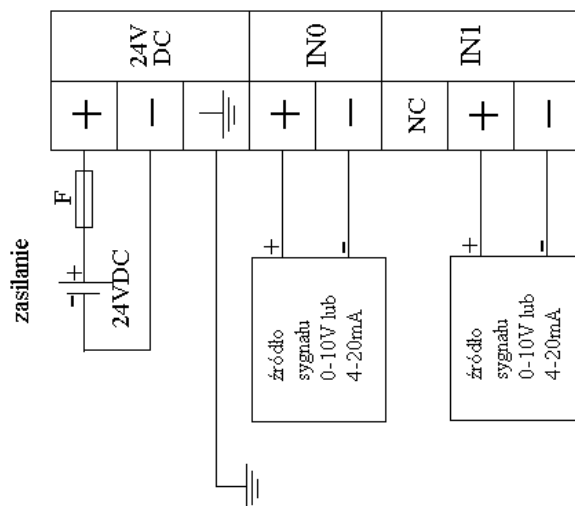 24V
DC
IN0
IN1
+
−
+
−
NC
+
−
F
+
-
24VDC
zasilanie
+
-
źródło
sygnału
0-10V lub
4-20mA
+
-
źródło
sygnału
0-10V lub
4-20mA